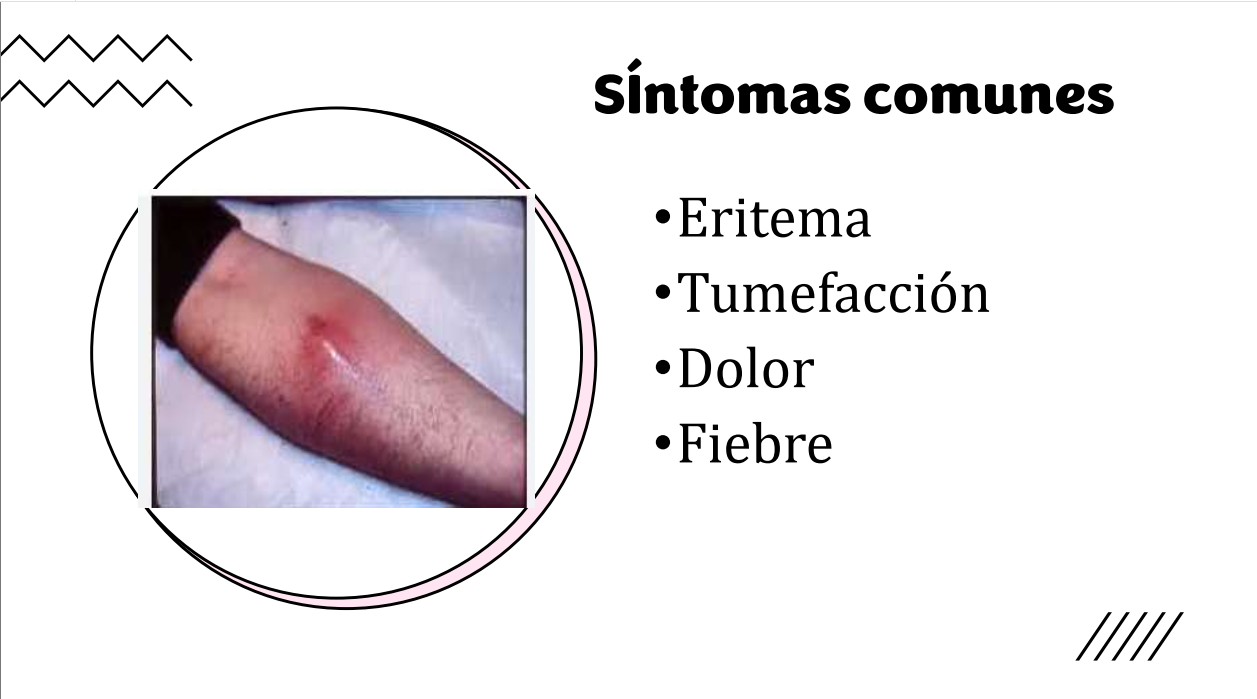 Síntomas comunes
•Eritema
•Tumefacción
•Dolor
•Fiebre